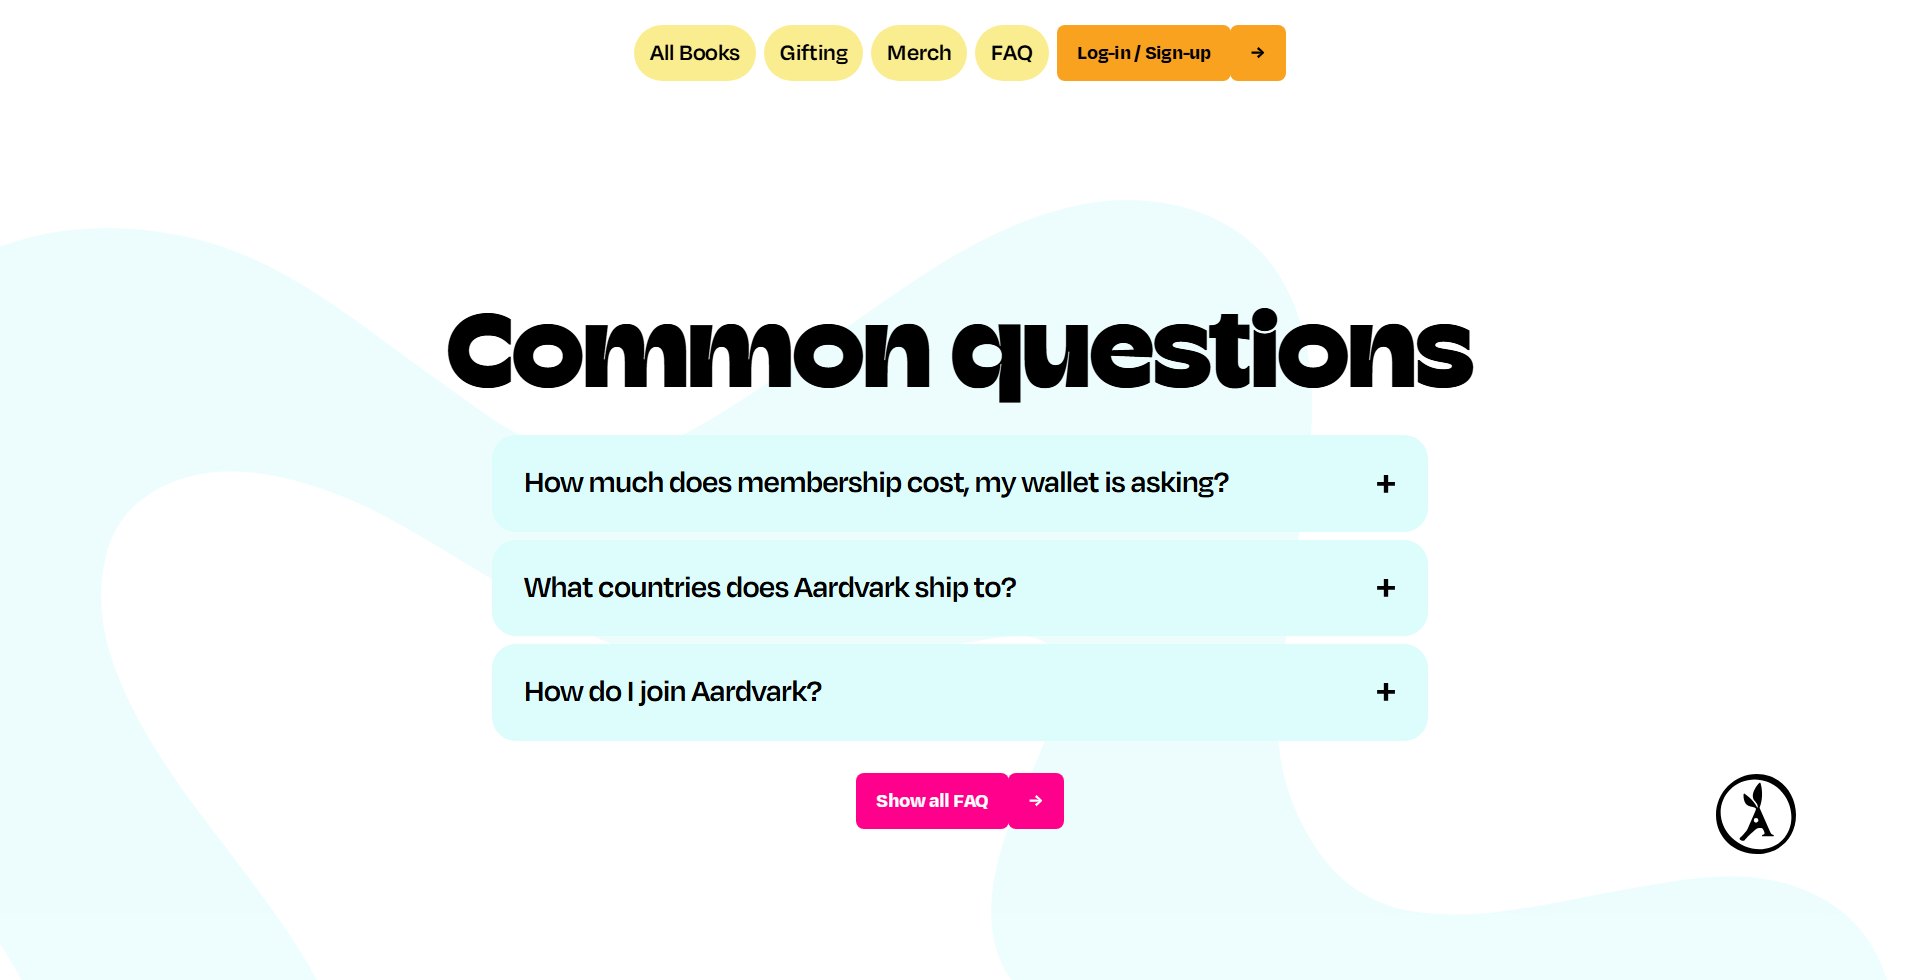 All Books
Gifting
Merch
FAQ
Log-in / Sign-up
Common questions
How much does membership cost, my wallet is asking?
What countries does Aardvark ship to?
How do I join Aardvark?
Show all FAQ